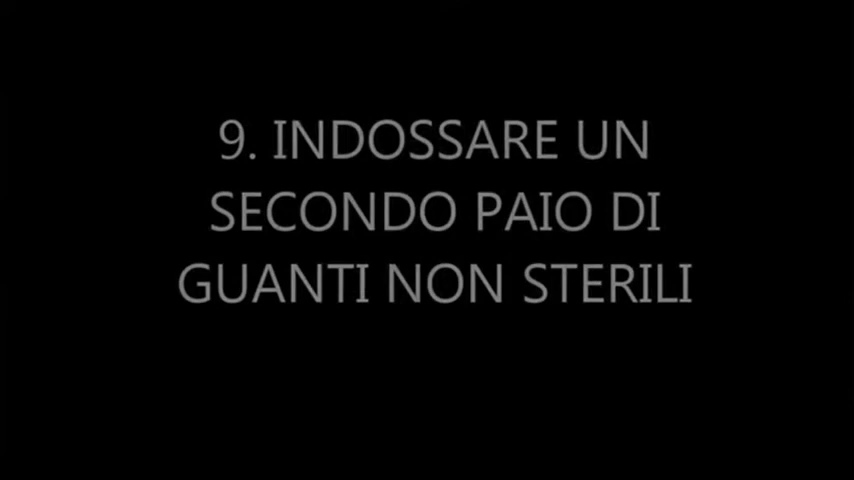 9. INDOSSARE UN
SECONDO PAIO DI
GUANTI NON STERILI